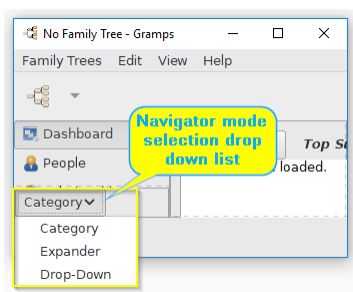 No Family Tree - Gramps
Family Trees Edit View Help
Navigator mode
selection drop
down list
Dashboard
Top
People
loaded.
Category
Category
Expander
Drop-Down